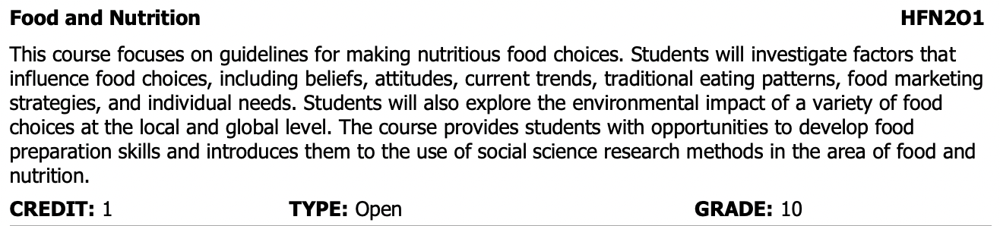 Food and Nutrition HFN2O1
This course focuses on guidelines for making nutritious food choices. Students will investigate factors that
influence food choices, including beliefs, attitudes, current trends, traditional eating patterns, food marketing
strategies, and individual needs. Students will also explore the environmental impact of a variety of food
choices at the local and global level. The course provides students with opportunities to develop food
preparation skills and introduces them to the use of social science research methods in the area of food and
nutrition.
CREDIT: 1 TYPE: Open GRADE: 10